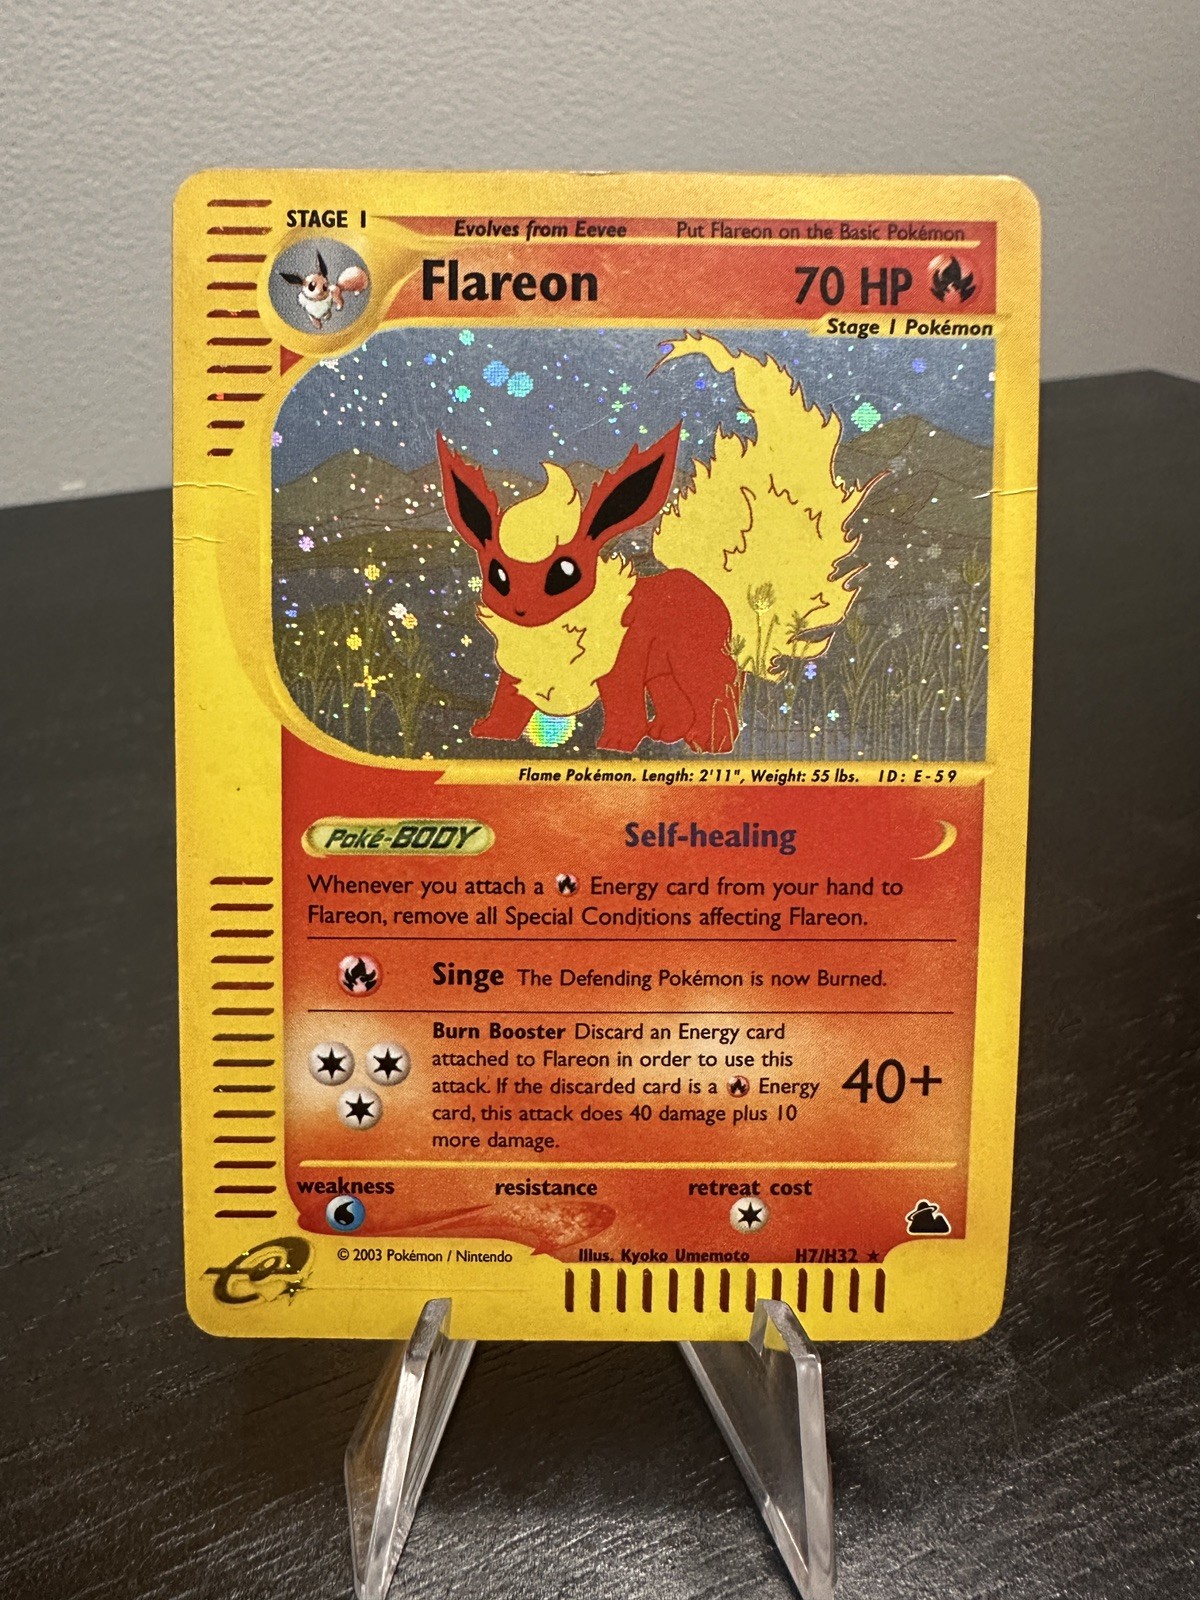 STAGE 1
Evolves from Eevee Put Flareon on the Basic Pokémon
Flareon 70 HP
Stage 1 Pokémon
Flame Pokémon. Length: 2'11", Weight: 55 lbs. ID: E-59
Poké-BODY Self-healing
Whenever you attach a Energy card from your hand to
Flareon, remove all Special Conditions affecting Flareon.
Singe The Defending Pokémon is now Burned.
Burn Booster Discard an Energy card
attached to Flareon in order to use this
attack. If the discarded card is a Energy
card, this attack does 40 damage plus 10
more damage.
40+
weakness resistance retreat cost
e
© 2003 Pokémon / Nintendo Illus. Kyoko Umemoto H7/H32 ★